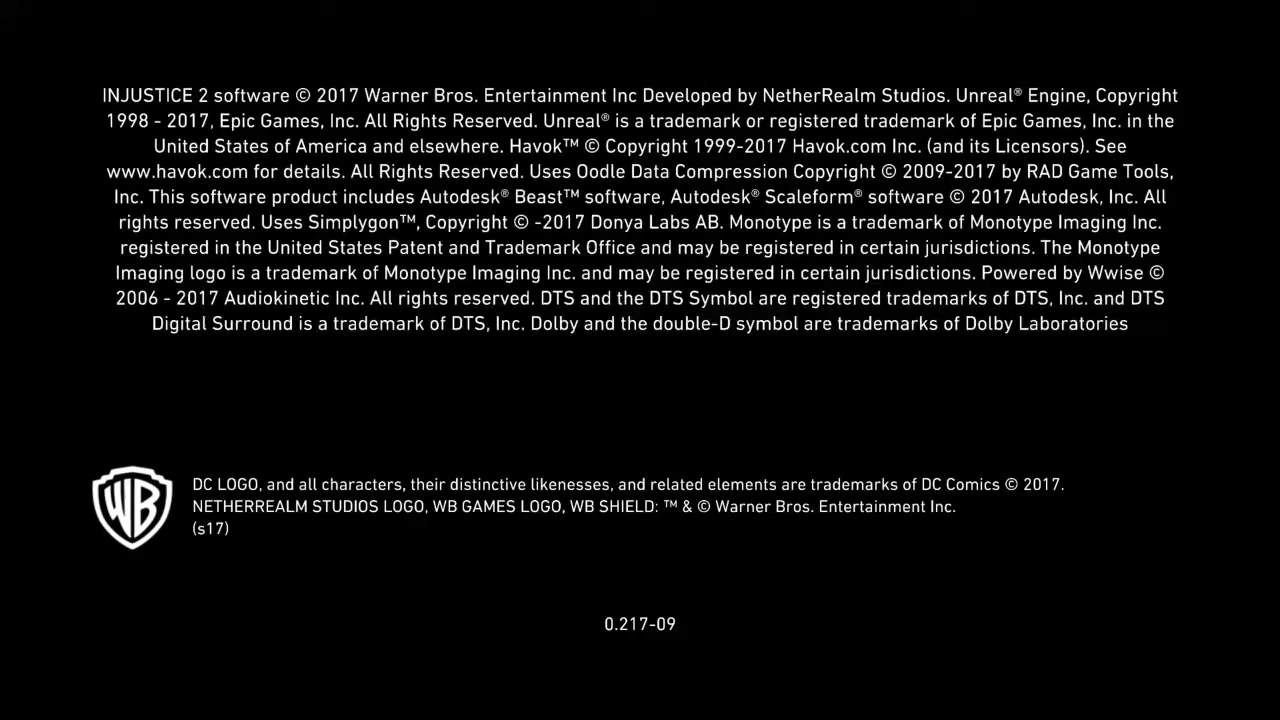 INJUSTICE 2 software © 2017 Warner Bros. Entertainment Inc Developed by NetherRealm Studios. Unreal® Engine, Copyright
1998 - 2017, Epic Games, Inc. All Rights Reserved. Unreal® is a trademark or registered trademark of Epic Games, Inc. in the
United States of America and elsewhere. Havok™ © Copyright 1999-2017 Havok.com Inc. (and its Licensors). See
www.havok.com for details. All Rights Reserved. Uses Oodle Data Compression Copyright © 2009-2017 by RAD Game Tools,
Inc. This software product includes Autodesk® Beast™ software, Autodesk® Scaleform® software © 2017 Autodesk, Inc. All
rights reserved. Uses Simplygon™, Copyright © -2017 Donya Labs AB. Monotype is a trademark of Monotype Imaging Inc.
registered in the United States Patent and Trademark Office and may be registered in certain jurisdictions. The Monotype
Imaging logo is a trademark of Monotype Imaging Inc. and may be registered in certain jurisdictions. Powered by Wwise ©
2006 - 2017 Audiokinetic Inc. All rights reserved. DTS and the DTS Symbol are registered trademarks of DTS, Inc. and DTS
Digital Surround is a trademark of DTS, Inc. Dolby and the double-D symbol are trademarks of Dolby Laboratories
WB
DC LOGO, and all characters, their distinctive likenesses, and related elements are trademarks of DC Comics © 2017.
NETHERREALM STUDIOS LOGO, WB GAMES LOGO, WB SHIELD: ™ & © Warner Bros. Entertainment Inc.
(s17)
0.217-09